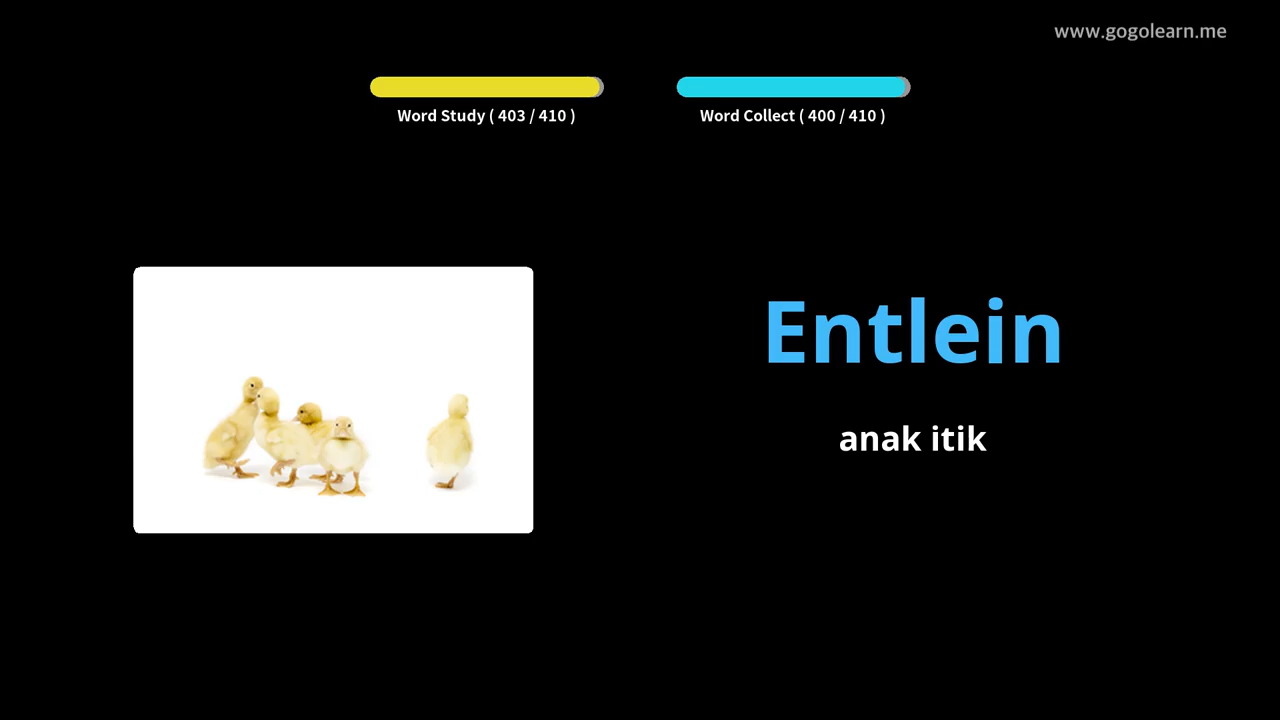 www.gogolearn.me
Word Study ( 403 / 410 )
Word Collect ( 400 / 410 )
Entlein
anak itik